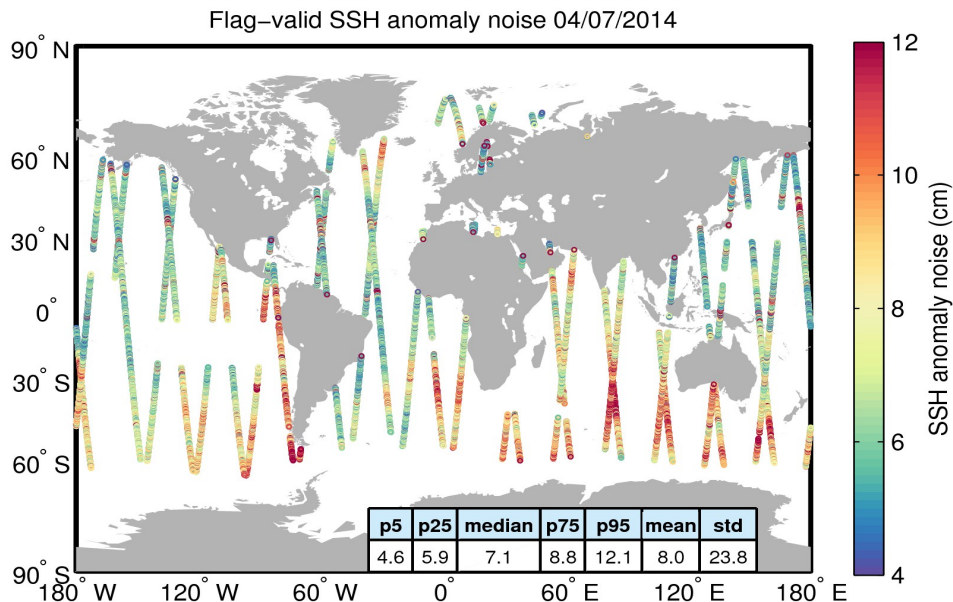 Flag−valid SSH anomaly noise 04/07/2014
90° N
60° N
30° N
0°
30° S
60° S
90° S
180° W 120° W 60° W 0° 60° E 120° E 180° E
p5 p25 median p75 p95 mean std
4.6 5.9 7.1 8.8 12.1 8.0 23.8
12
10
8
6
4
SSH anomaly noise (cm)